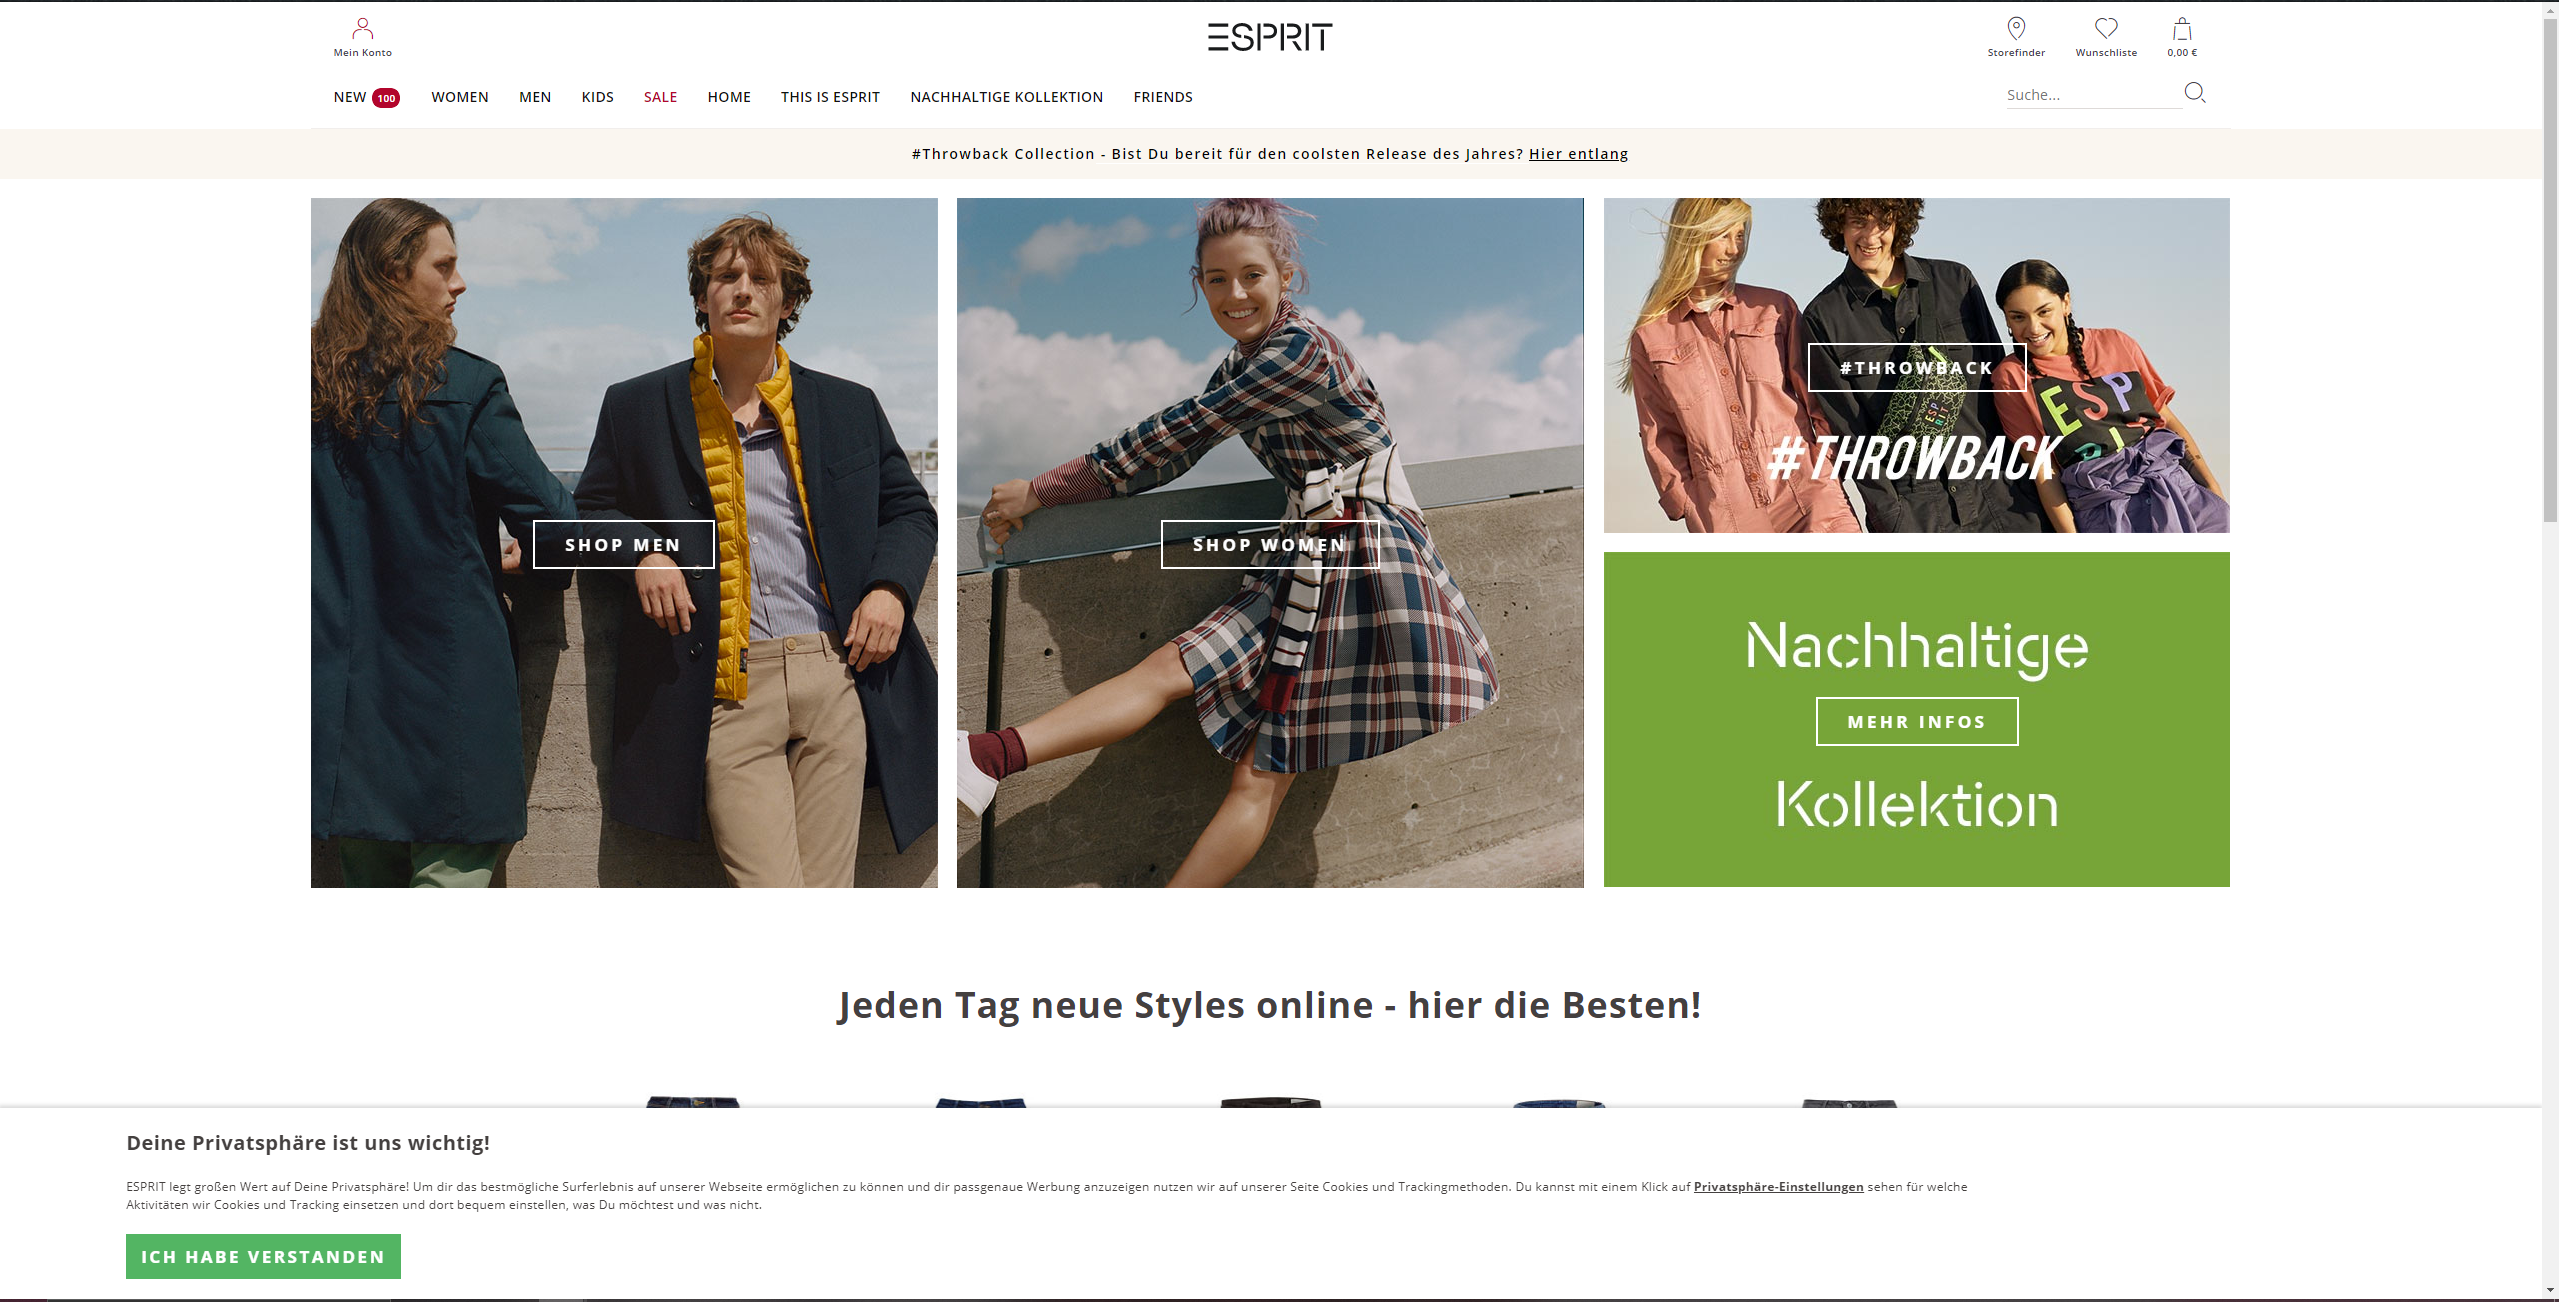 Mein Konto
ESPRIT
Storefinder
Wunschliste
0,00 €
NEW 100 WOMEN MEN KIDS SALE HOME THIS IS ESPRIT NACHHALTIGE KOLLEKTION FRIENDS
Suche...
#Throwback Collection - Bist Du bereit für den coolsten Release des Jahres? Hier entlang
SHOP MEN
SHOP WOMEN
#THROWBACK
ESP
RIT
ESP
#THROWBACK
Nachhaltige
MEHR INFOS
Kollektion
Jeden Tag neue Styles online - hier die Besten!
Deine Privatsphäre ist uns wichtig!
ESPRIT legt großen Wert auf Deine Privatsphäre! Um dir das bestmögliche Surferlebnis auf unserer Webseite ermöglichen zu können und dir passgenaue Werbung anzuzeigen nutzen wir auf unserer Seite Cookies und Trackingmethoden. Du kannst mit einem Klick auf Privatsphäre-Einstellungen sehen für welche
Aktivitäten wir Cookies und Tracking einsetzen und dort bequem einstellen, was Du möchtest und was nicht.
ICH HABE VERSTANDEN